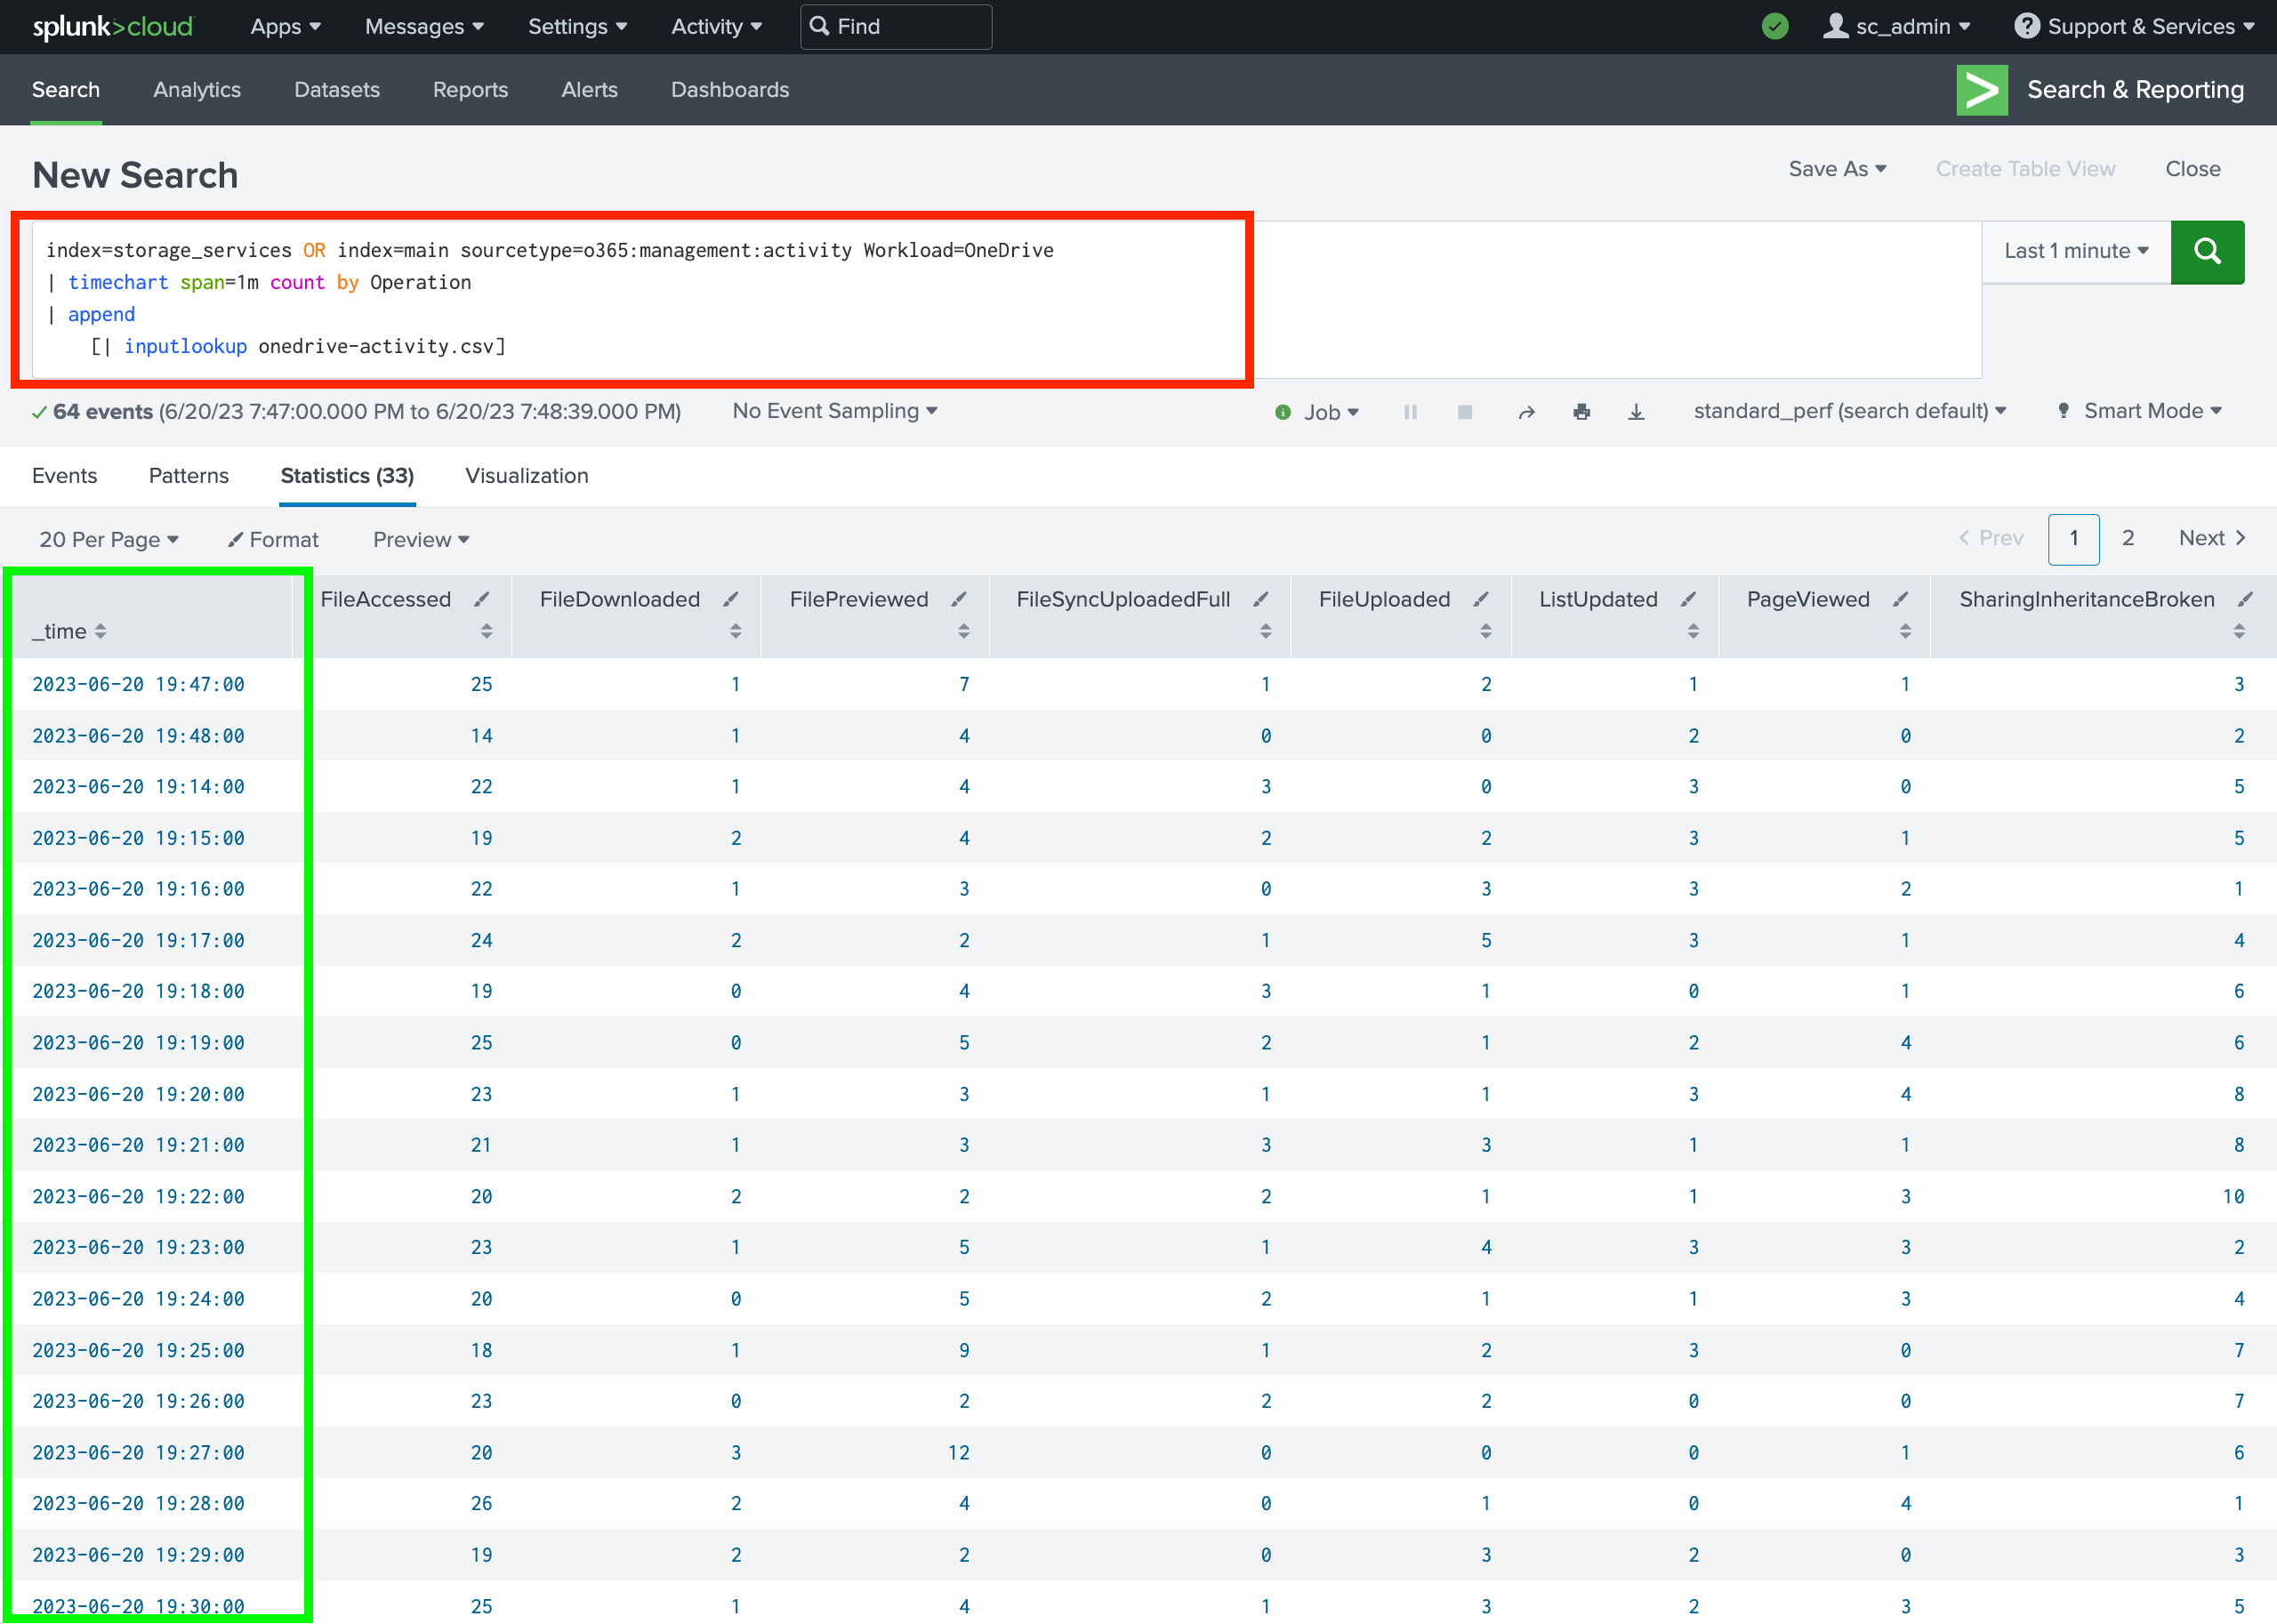 splunk>cloud Apps Messages Settings Activity Find sc_admin Support & Services
Search Analytics Datasets Reports Alerts Dashboards Search & Reporting
New Search Save As Create Table View Close
index=storage_services OR index=main sourcetype=o365:management:activity Workload=OneDrive Last 1 minute
| timechart span=1m count by Operation
| append
[| inputlookup onedrive-activity.csv]
64 events (6/20/23 7:47:00.000 PM to 6/20/23 7:48:39.000 PM) No Event Sampling Job standard_perf (search default) Smart Mode
Events Patterns Statistics (33) Visualization
20 Per Page Format Preview < Prev 1 2 Next >
_time FileAccessed FileDownloaded FilePreviewed FileSyncUploadedFull FileUploaded ListUpdated PageViewed SharingInheritanceBroken
2023-06-20 19:47:00 25 1 7 1 2 1 1 3
2023-06-20 19:48:00 14 1 4 0 0 2 0 2
2023-06-20 19:14:00 22 1 4 3 0 3 0 5
2023-06-20 19:15:00 19 2 4 2 2 3 1 5
2023-06-20 19:16:00 22 1 3 0 3 3 2 1
2023-06-20 19:17:00 24 2 2 1 5 3 1 4
2023-06-20 19:18:00 19 0 4 3 1 0 1 6
2023-06-20 19:19:00 25 0 5 2 1 2 4 6
2023-06-20 19:20:00 23 1 3 1 1 3 4 8
2023-06-20 19:21:00 21 1 3 3 3 1 1 8
2023-06-20 19:22:00 20 2 2 2 1 1 3 10
2023-06-20 19:23:00 23 1 5 1 4 3 3 2
2023-06-20 19:24:00 20 0 5 2 1 1 3 4
2023-06-20 19:25:00 18 1 9 1 2 3 0 7
2023-06-20 19:26:00 23 0 2 2 2 0 0 7
2023-06-20 19:27:00 20 3 12 0 0 0 1 6
2023-06-20 19:28:00 26 2 4 0 1 0 4 1
2023-06-20 19:29:00 19 2 2 0 3 2 0 3
2023-06-20 19:30:00 25 1 4 1 3 2 3 5